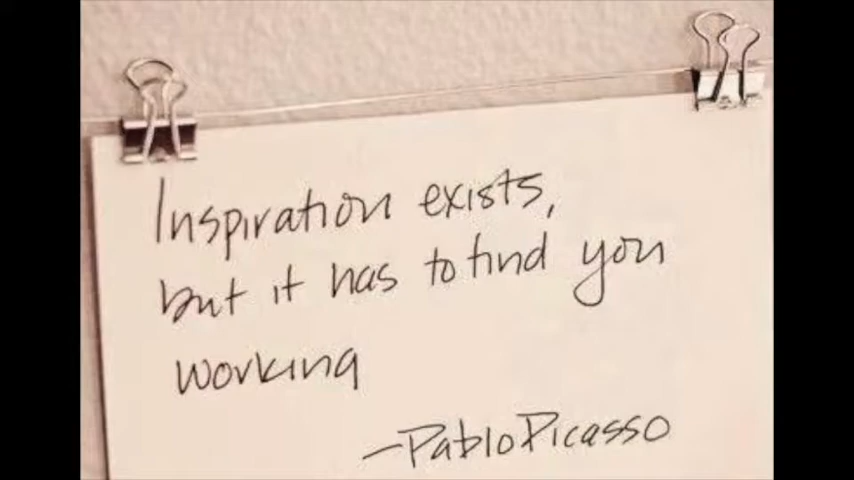 Inspiration exists,
but it has to find you
working
-Pablo Picasso